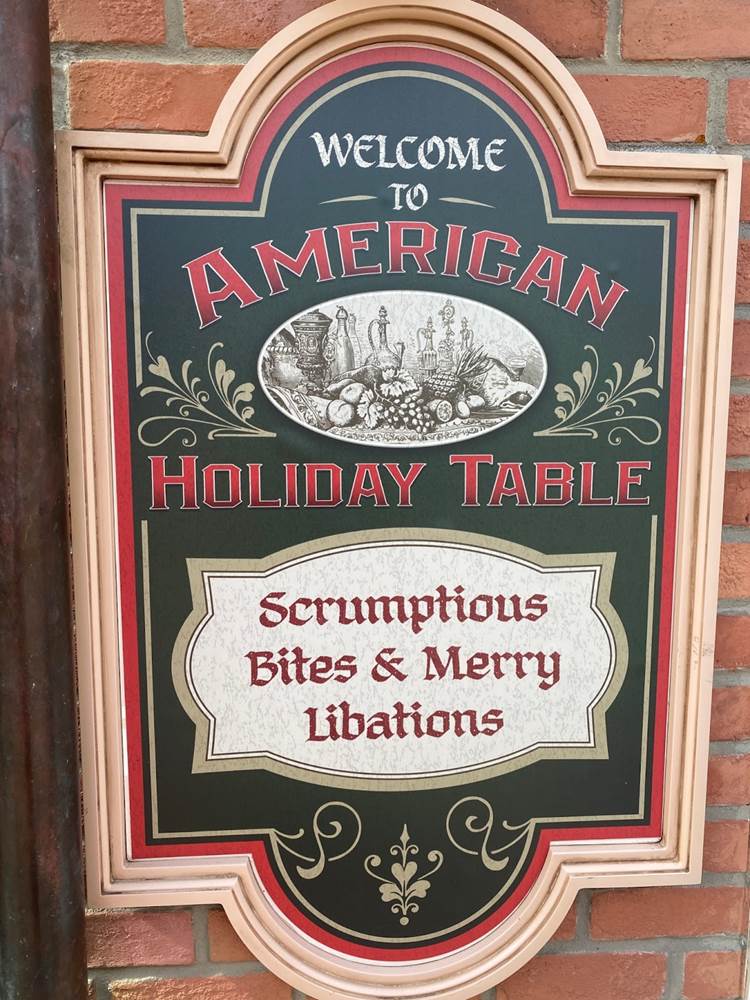 WELCOME
TO
AMERICAN
HOLIDAY TABLE
Scrumptious
Bites & Merry
Libations